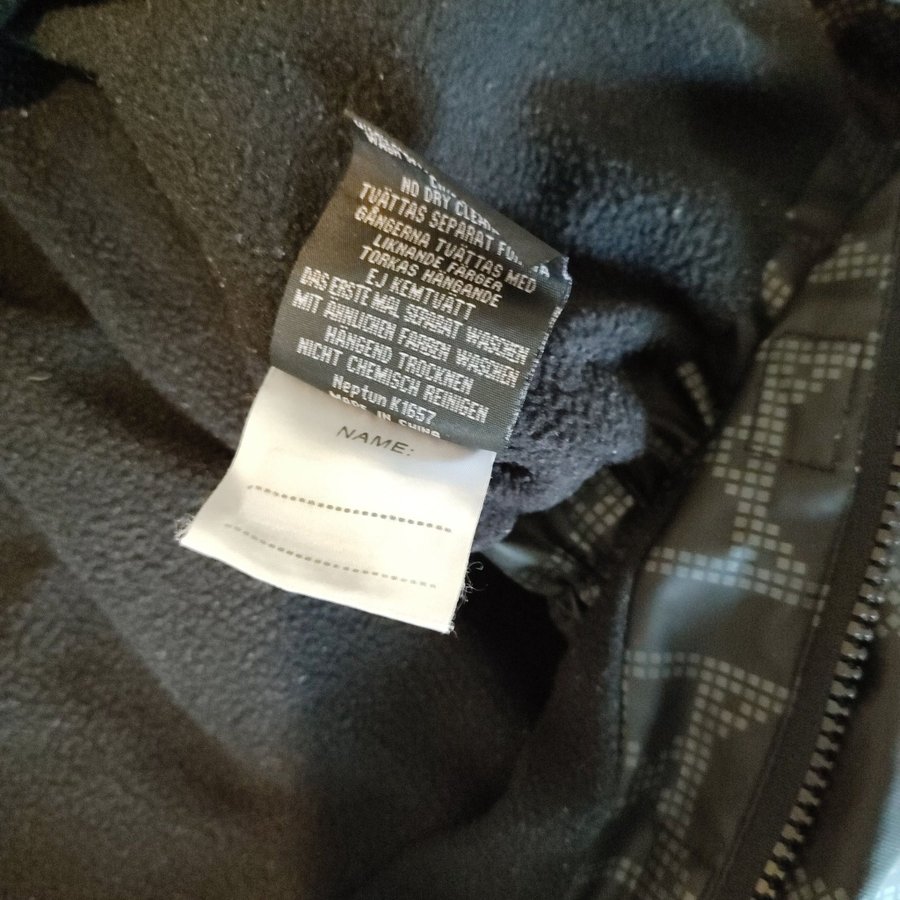 NO DRY CLEAN
TVÄTTAS SEPARAT
GÅNGERNA TVÄTTAS MED
LIKNANDE FÄRGER
TORKAS HÄNGANDE
EJ KEMTVÄTT
DAS ERSTE MAL SEPARAT WASCHEN
MIT ÄHNLICHEN FARBEN WASCHEN
HÄNGEND TROCKNEN
NICHT CHEMISCH REINIGEN
Neptun K1657
MADE IN CHINA
NAME: